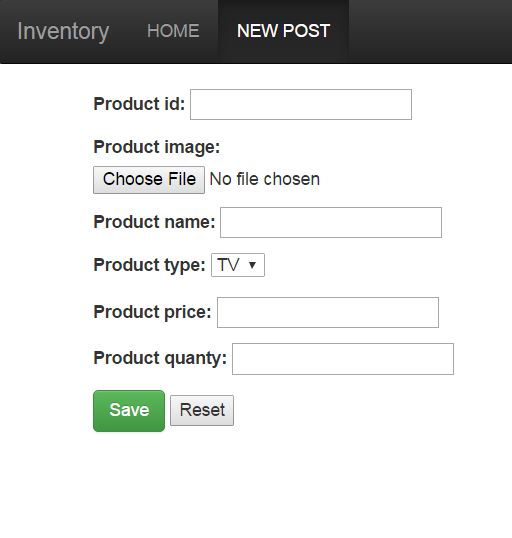 Inventory HOME NEW POST
Product id:
Product image:
Choose File No file chosen
Product name:
Product type: TV
Product price:
Product quanty:
Save Reset